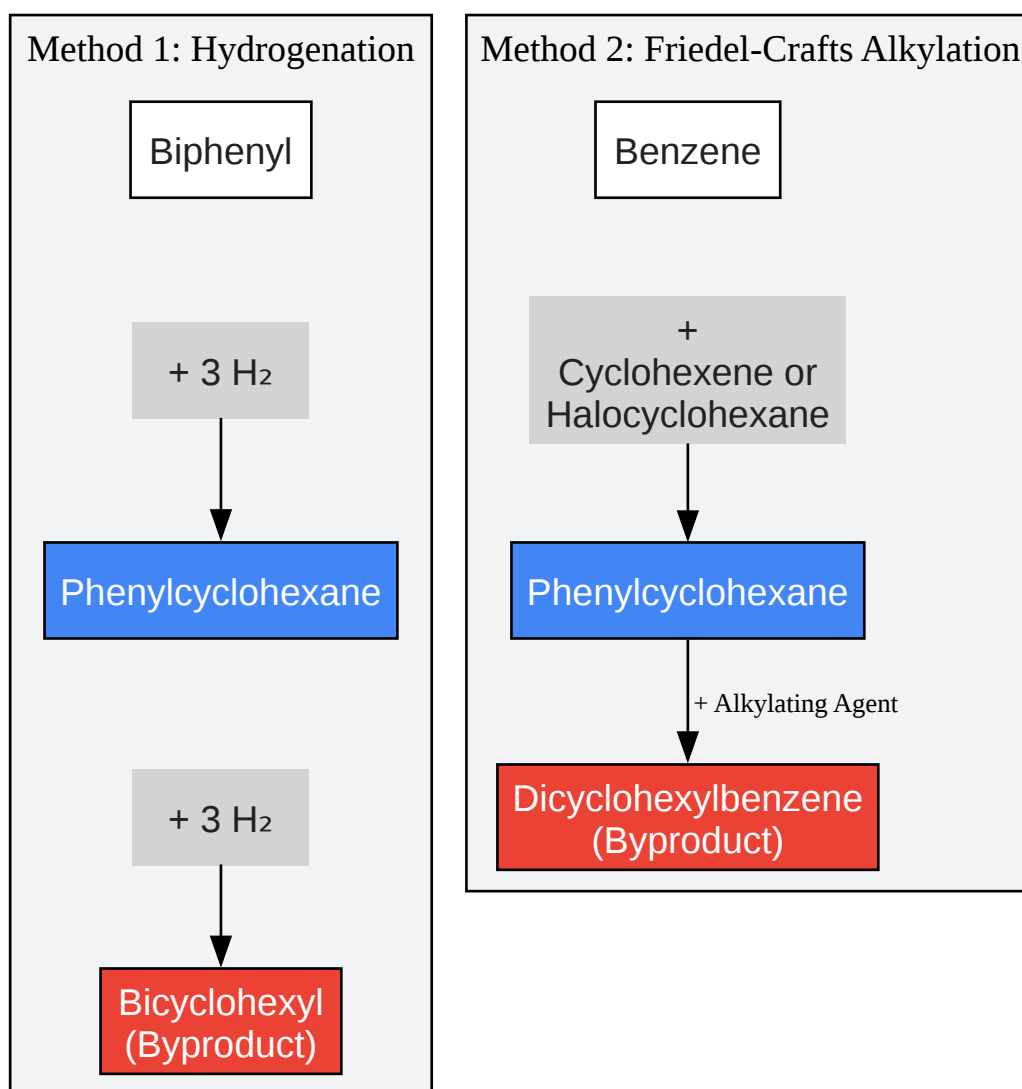 Method 1: Hydrogenation
Biphenyl
+ 3 H₂
Phenylcyclohexane
+ 3 H₂
Bicyclohexyl
(Byproduct)
Method 2: Friedel-Crafts Alkylation
Benzene
+
Cyclohexene or
Halocyclohexane
Phenylcyclohexane
+ Alkylating Agent
Dicyclohexylbenzene
(Byproduct)